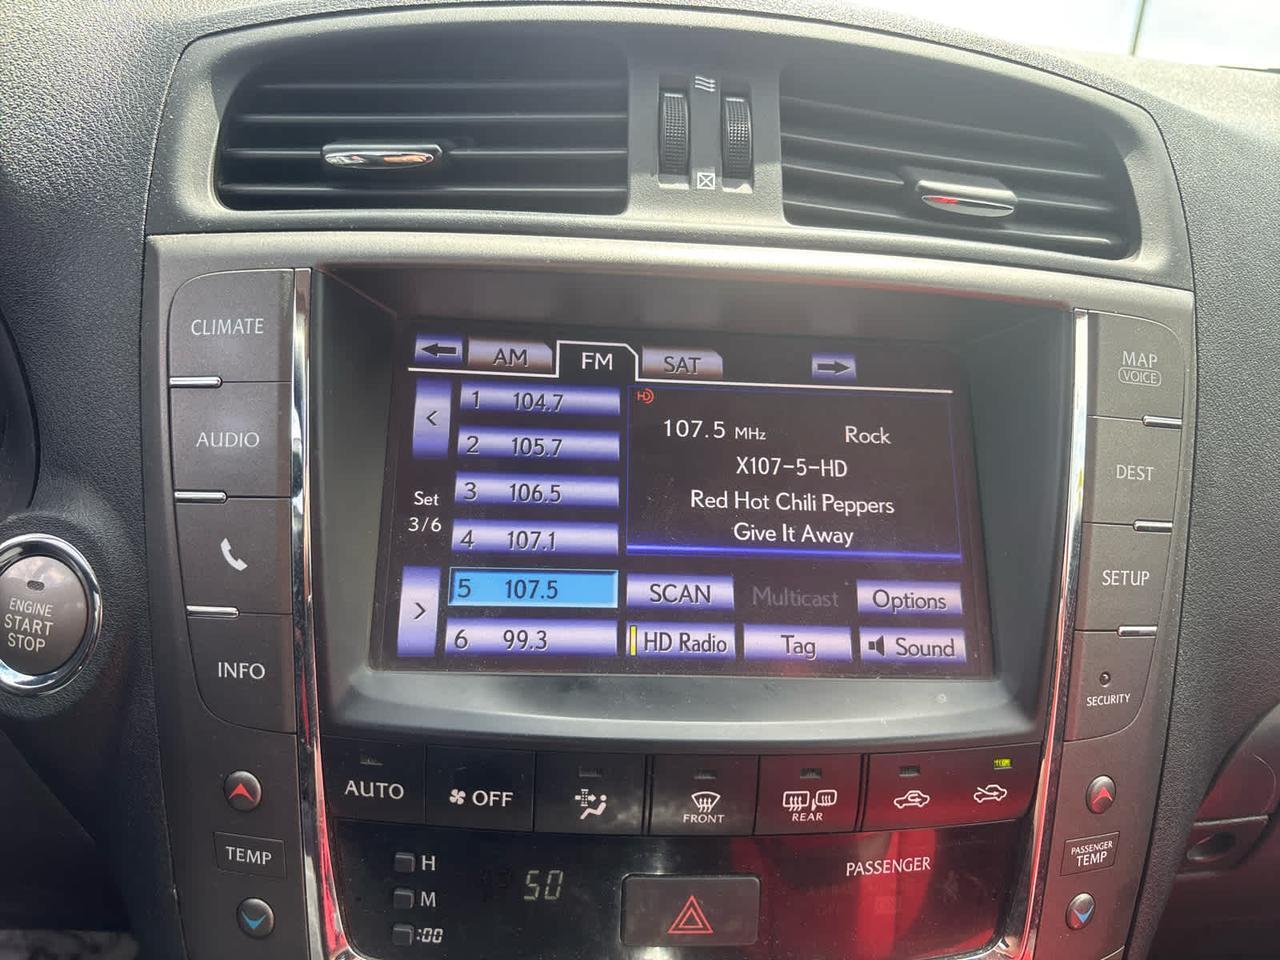 CLIMATE
AUDIO
INFO
ENGINE
START
STOP
AM
FM
SAT
<
Set
3/6
>
1 104.7
2 105.7
3 106.5
4 107.1
5 107.5
6 99.3
HD
107.5 MHz Rock
X107-5-HD
Red Hot Chili Peppers
Give It Away
SCAN
Multicast
Options
HD Radio
Tag
Sound
MAP
VOICE
DEST
SETUP
SECURITY
AUTO
OFF
FRONT
REAR
TEMP
H
M
:00
50
PASSENGER
PASSENGER
TEMP